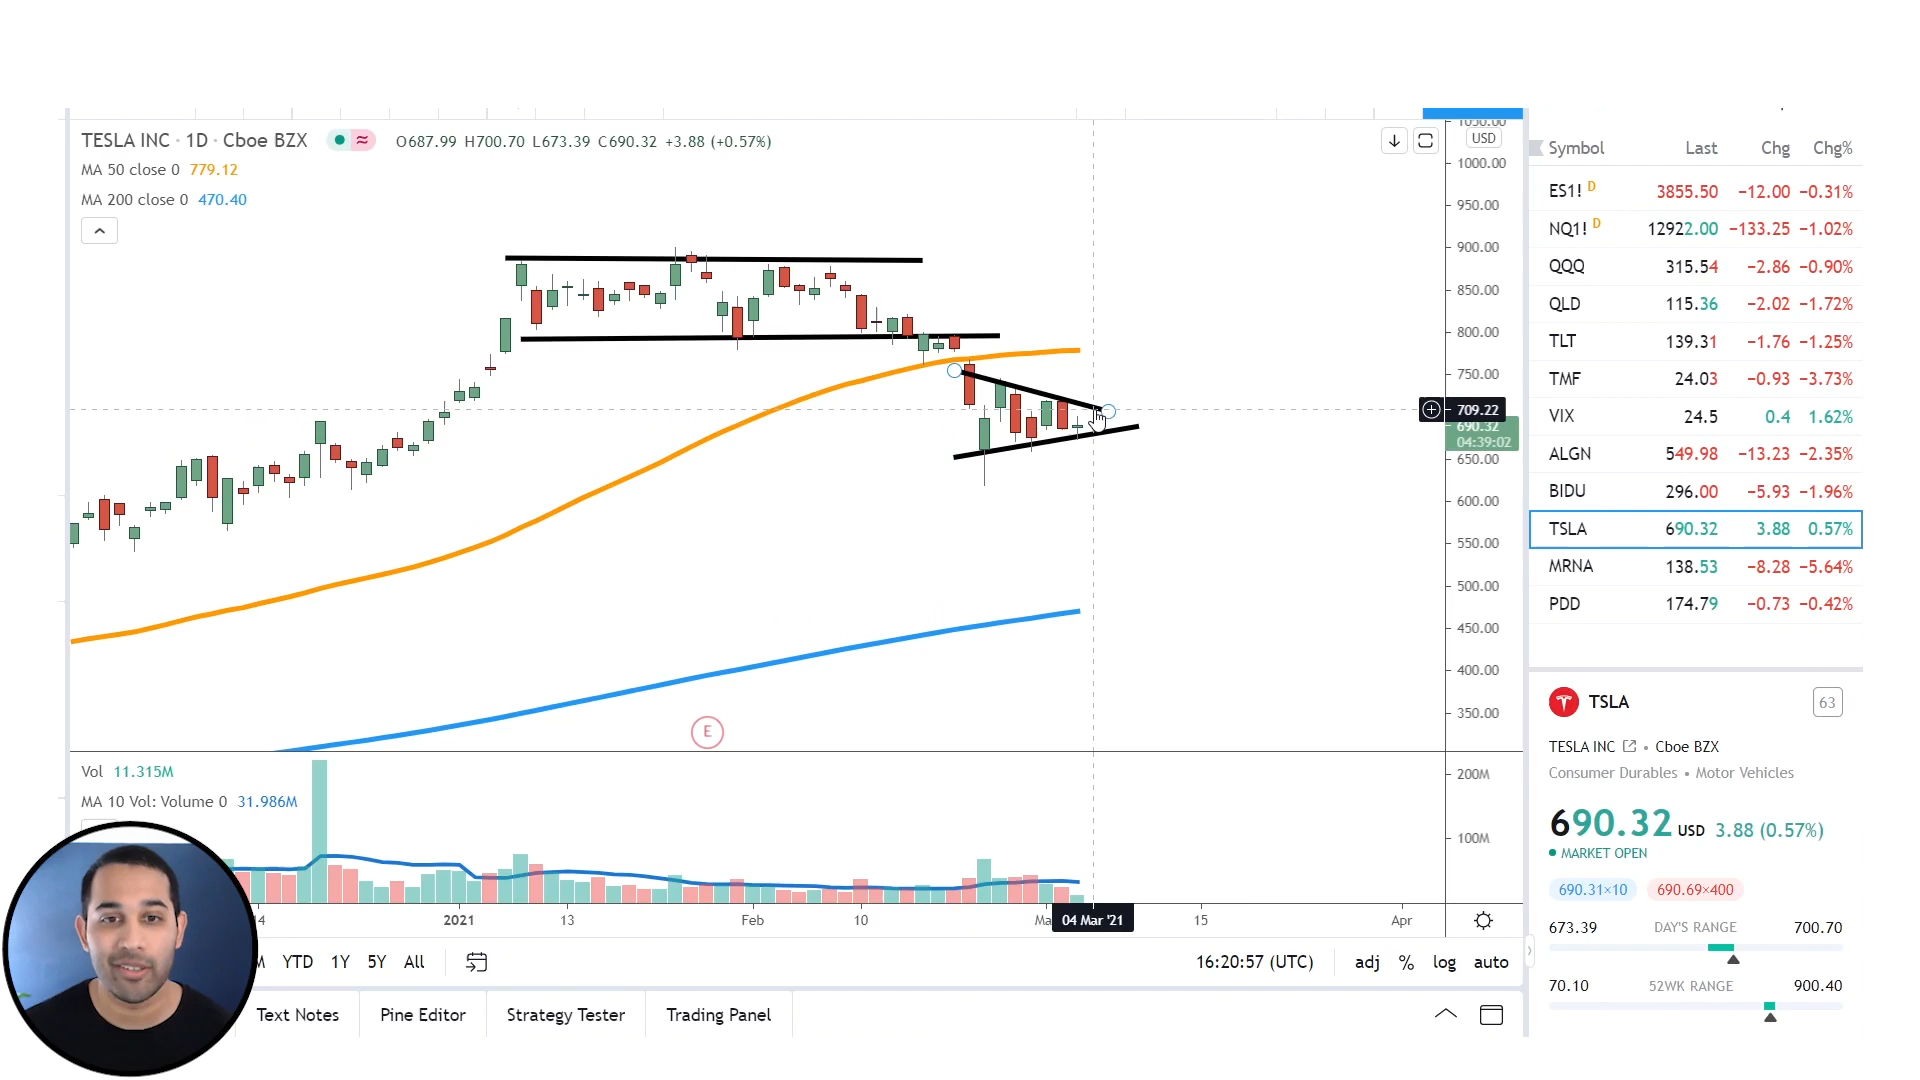 TESLA INC · 1D · Cboe BZX ≈ O687.99 H700.70 L673.39 C690.32 +3.88 (+0.57%)
MA 50 close 0 779.12
MA 200 close 0 470.40
USD
1050.00
1000.00
950.00
900.00
850.00
800.00
750.00
709.22
690.32
04:39:02
650.00
600.00
550.00
500.00
450.00
400.00
350.00
E
Vol 11.315M
MA 10 Vol: Volume 0 31.986M
200M
100M
14 2021 13 Feb 10 Ma 04 Mar '21 15 Apr
M YTD 1Y 5Y All 16:20:57 (UTC) adj % log auto
Text Notes Pine Editor Strategy Tester Trading Panel
Symbol Last Chg Chg%
ES1! D 3855.50 −12.00 −0.31%
NQ1! D 12922.00 −133.25 −1.02%
QQQ 315.54 −2.86 −0.90%
QLD 115.36 −2.02 −1.72%
TLT 139.31 −1.76 −1.25%
TMF 24.03 −0.93 −3.73%
VIX 24.5 0.4 1.62%
ALGN 549.98 −13.23 −2.35%
BIDU 296.00 −5.93 −1.96%
TSLA 690.32 3.88 0.57%
MRNA 138.53 −8.28 −5.64%
PDD 174.79 −0.73 −0.42%
TSLA 63
TESLA INC • Cboe BZX
Consumer Durables • Motor Vehicles
690.32 USD 3.88 (0.57%)
MARKET OPEN
690.31×10 690.69×400
673.39 DAY'S RANGE 700.70
70.10 52WK RANGE 900.40